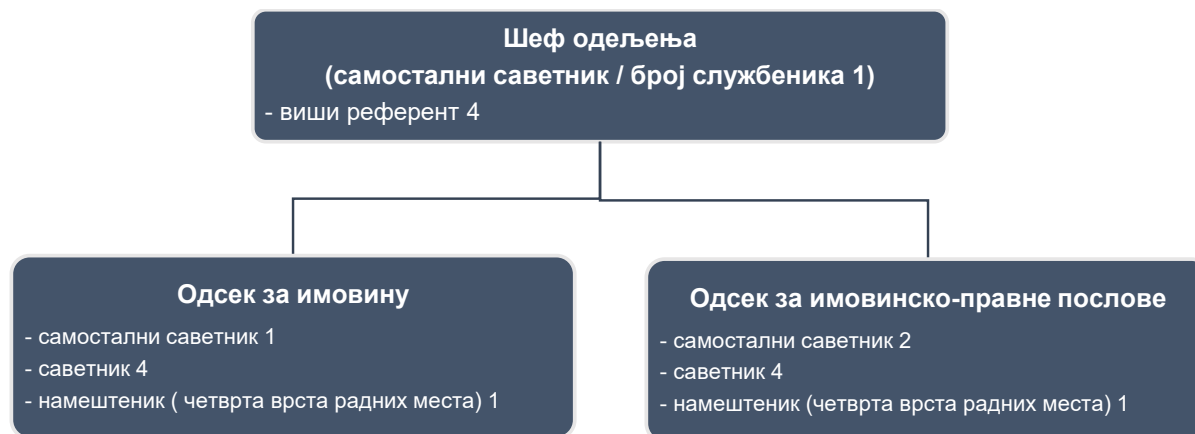 Шеф одељења
(самостални саветник / број службеника 1)
- виши референт 4
Одсек за имовину
- самостални саветник 1
- саветник 4
- намештеник ( четврта врста радних места) 1
Одсек за имовинско-правне послове
- самостални саветник 2
- саветник 4
- намештеник (четврта врста радних места) 1